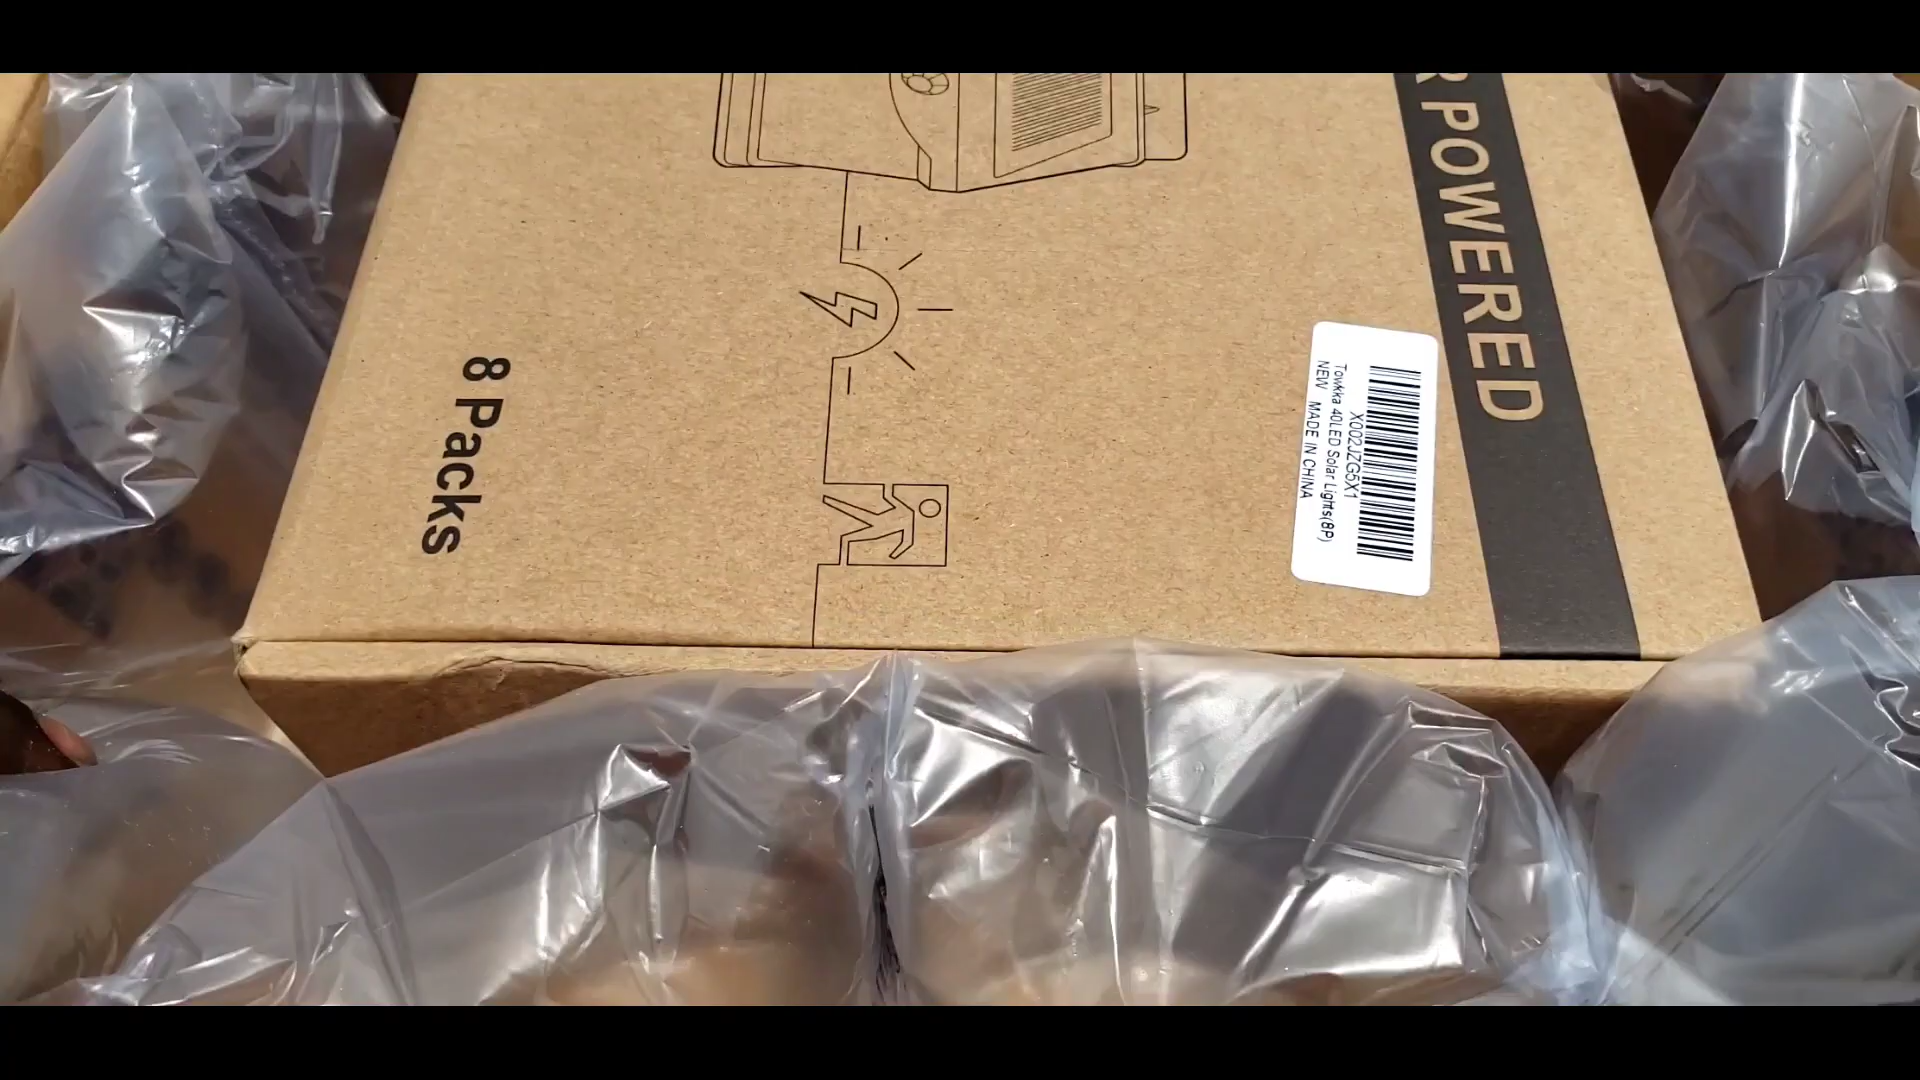 R POWERED
X002JZG5X1
Towkka 40LED Solar Lights(8P)
NEW MADE IN CHINA
8 Packs